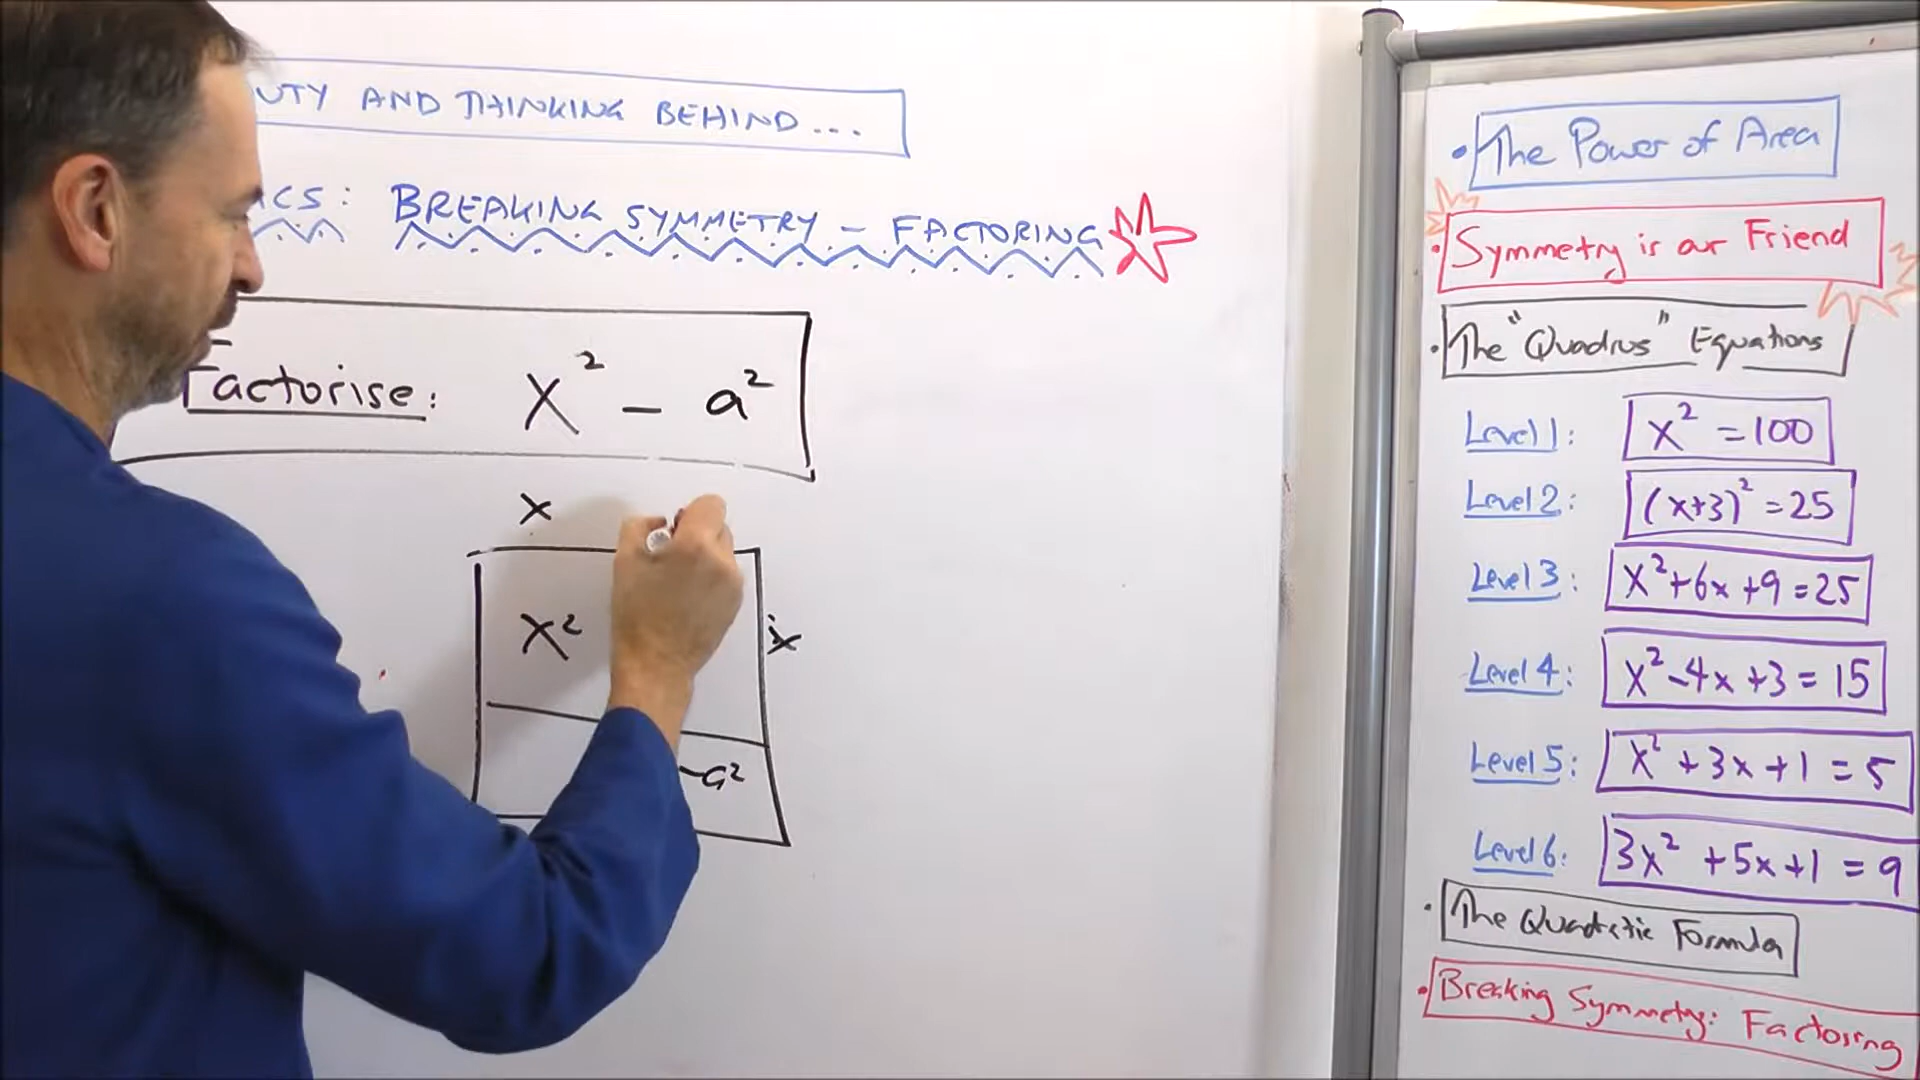 UTY AND THINKING BEHIND...
ICS: BREAKING SYMMETRY – FACTORING
Factorise: x² – a²
x
x²
x
–a²
• The Power of Area
• Symmetry is our Friend
• The "Quadrus" Equations
Level 1: x² = 100
Level 2: (x+3)² = 25
Level 3: x²+6x+9=25
Level 4: x²-4x+3=15
Level 5: x²+3x+1=5
Level 6: 3x²+5x+1=9
• The Quadratic Formula
• Breaking Symmetry: Factoring